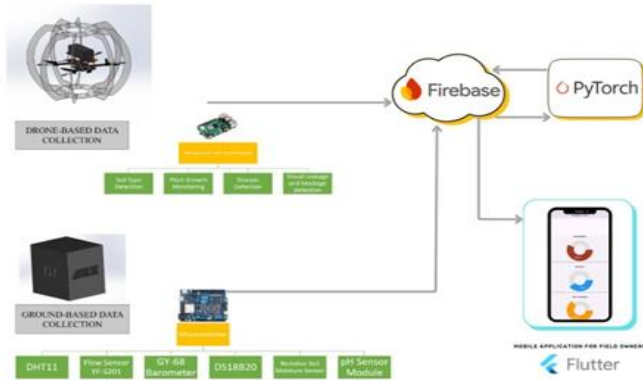 DRONE-BASED DATA
COLLECTION
Soil Type
Detection
Plant Growth
Monitoring
Disease
Detection
Visual Leakage
and Blockage
detection
Firebase
PyTorch
GROUND-BASED DATA
COLLECTION
DHT11
Flow Sensor
YF-S201
GY-68
Barometer
DS18B20
Resistive Soil
Moisture Sensor
pH Sensor
Module
MOBILE APPLICATION FOR FIELD OWNERS
Flutter